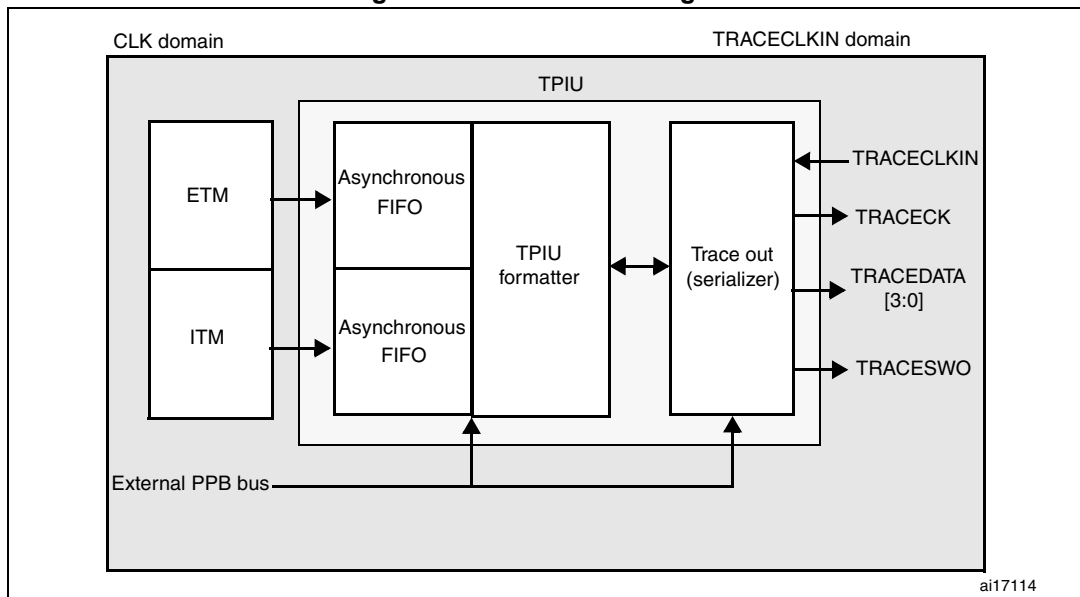 CLK domain
TRACECLKIN domain
TPIU
ETM
Asynchronous
FIFO
TPIU
formatter
Trace out
(serializer)
TRACECLKIN
TRACECK
TRACEDATA
[3:0]
TRACESWO
ITM
Asynchronous
FIFO
External PPB bus
ai17114